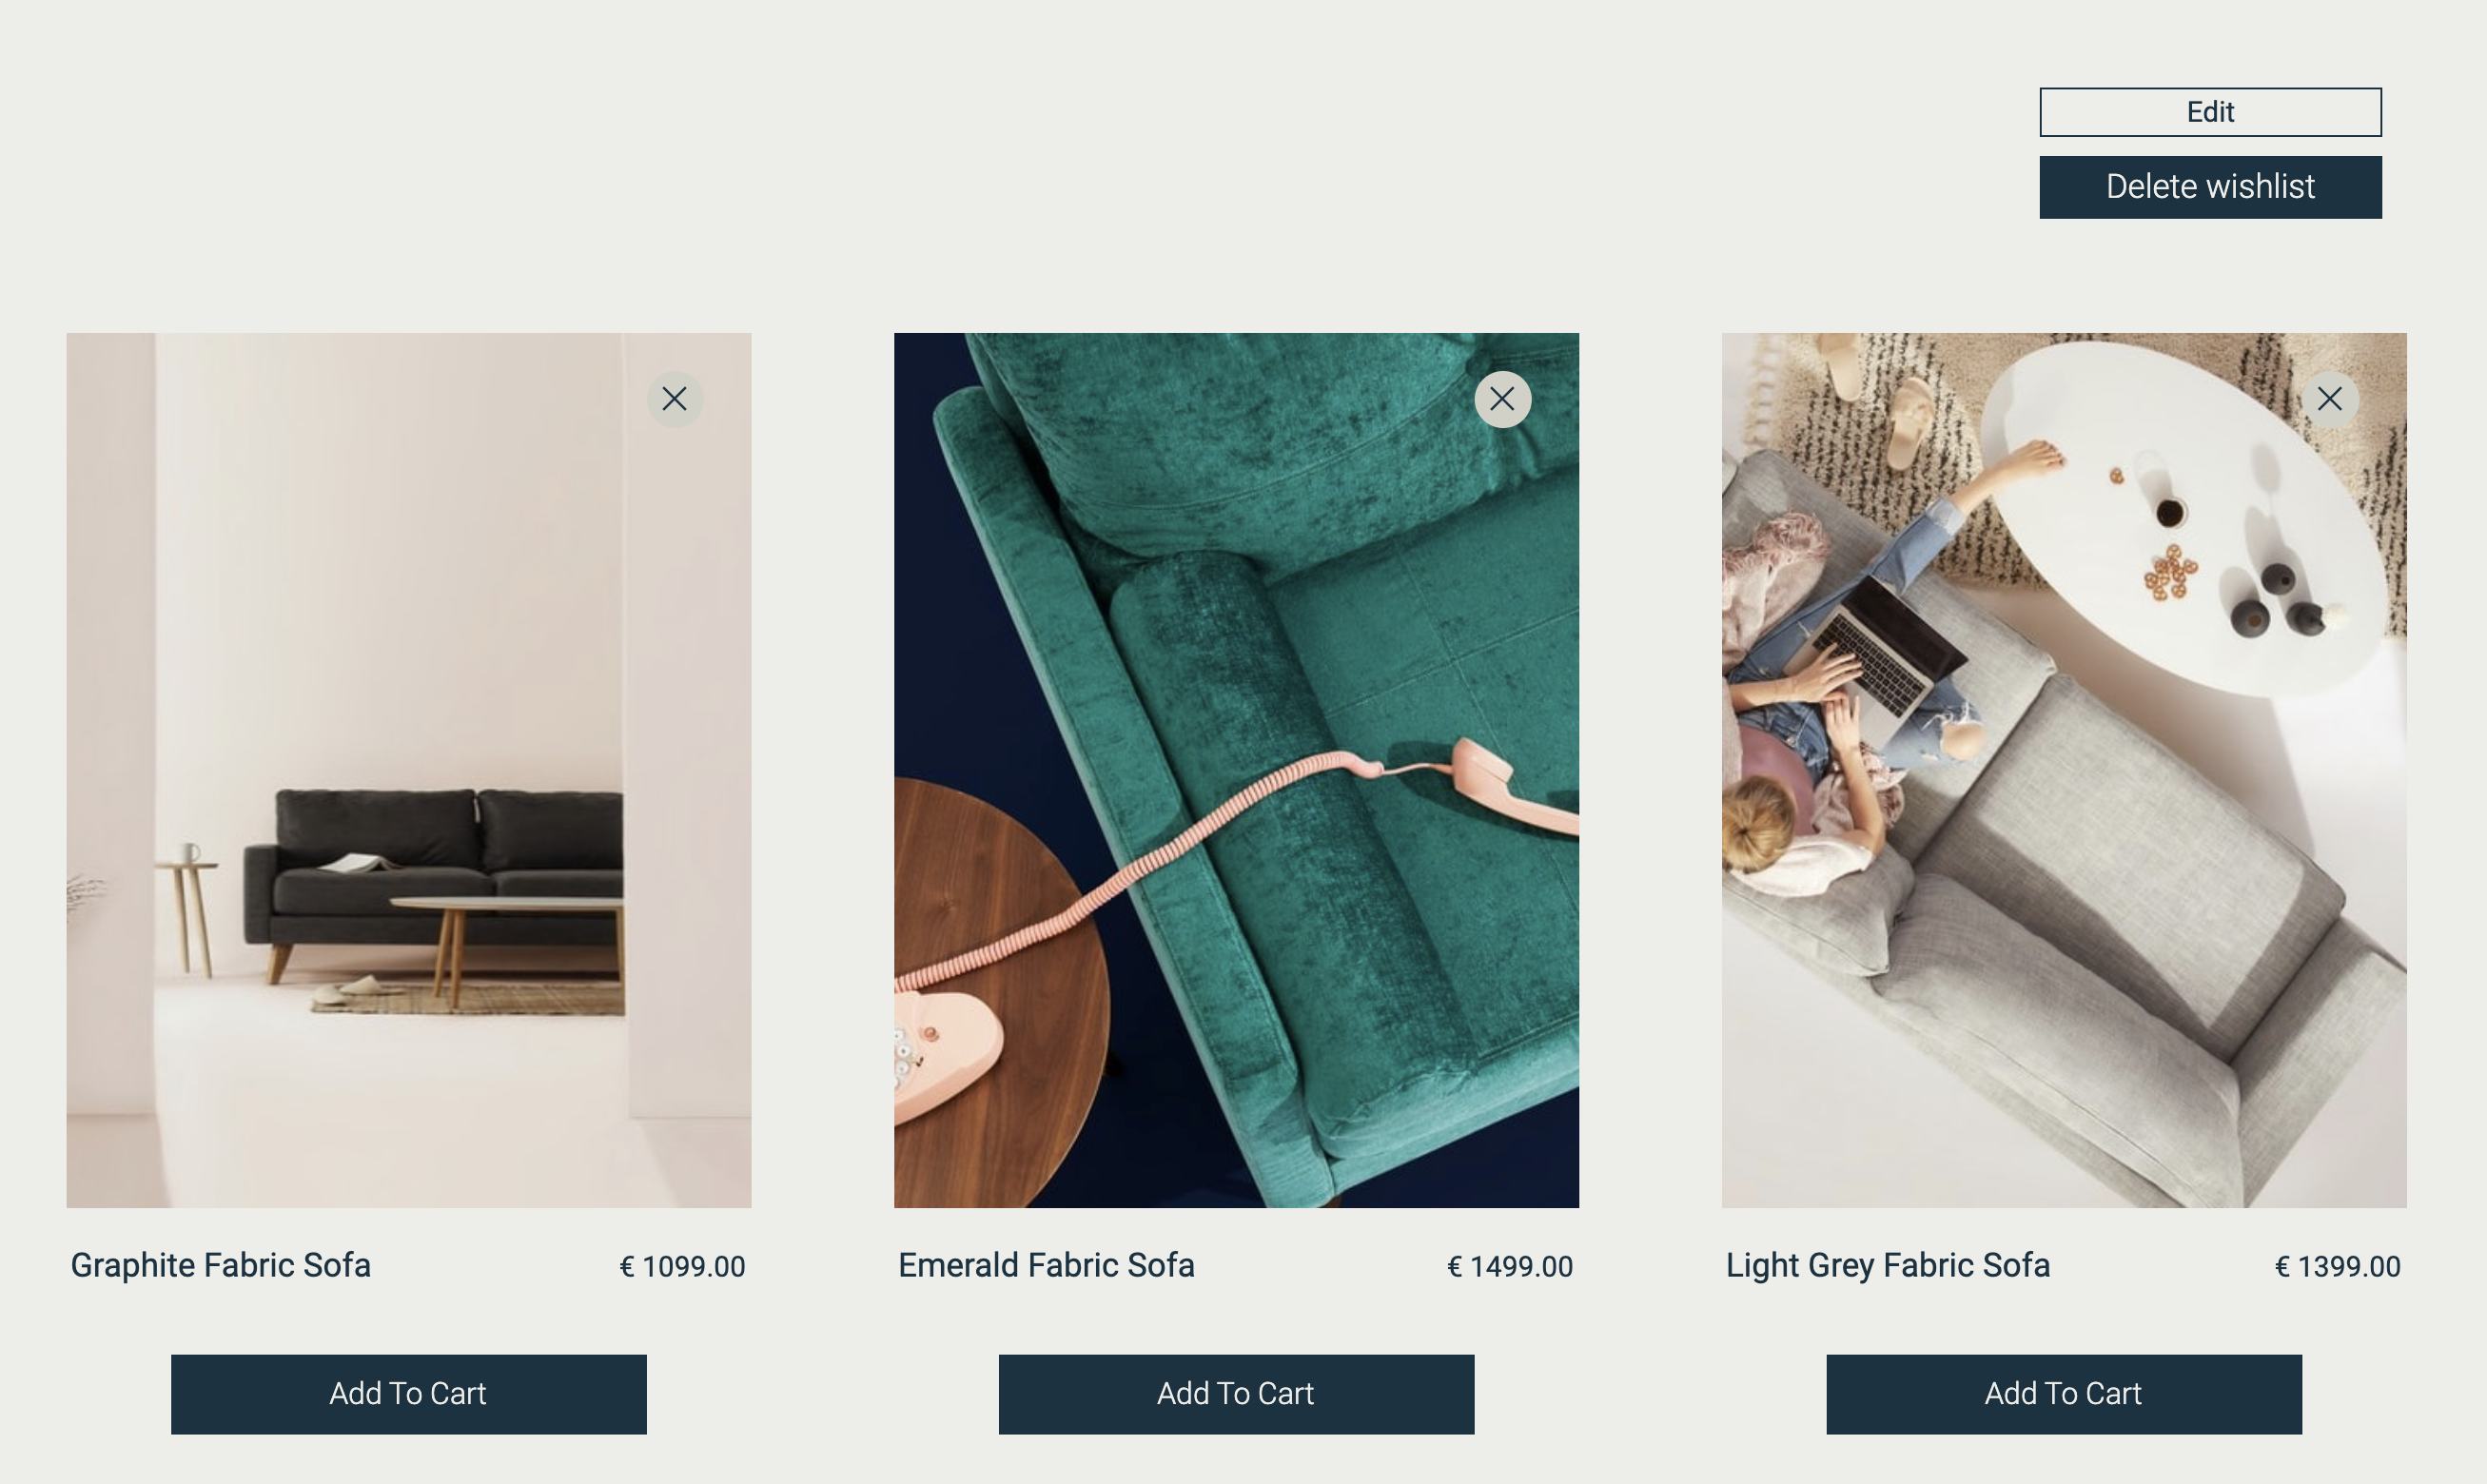 Edit
Delete wishlist
Graphite Fabric Sofa
€ 1099.00
Emerald Fabric Sofa
€ 1499.00
Light Grey Fabric Sofa
€ 1399.00
Add To Cart
Add To Cart
Add To Cart